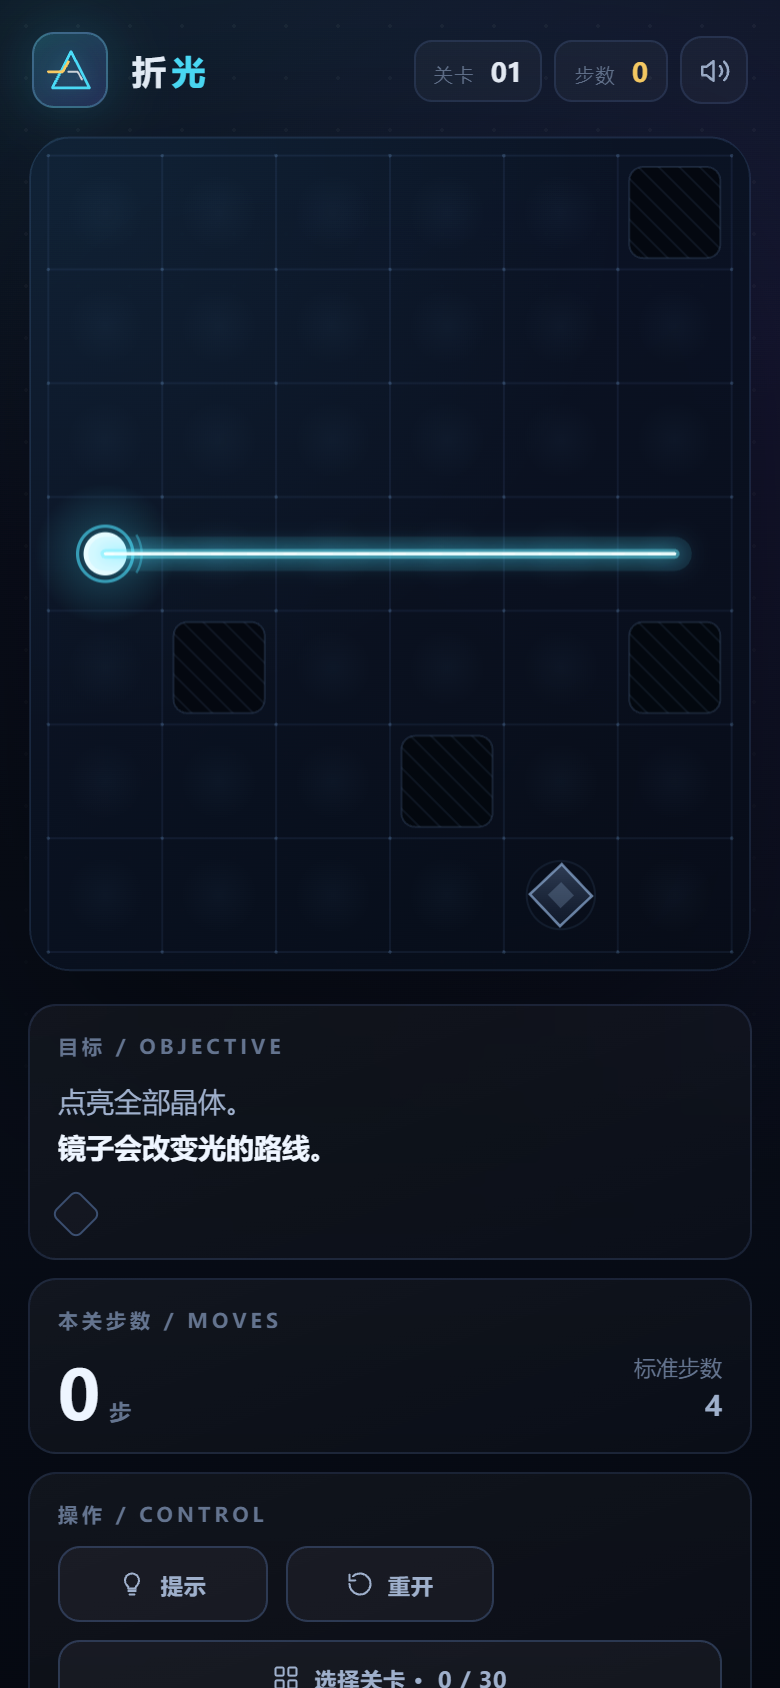 折光
关卡 01
步数 0
目标 / OBJECTIVE
点亮全部晶体。
镜子会改变光的路线。
本关步数 / MOVES
0 步
标准步数
4
操作 / CONTROL
提示
重开
选择关卡 · 0 / 30